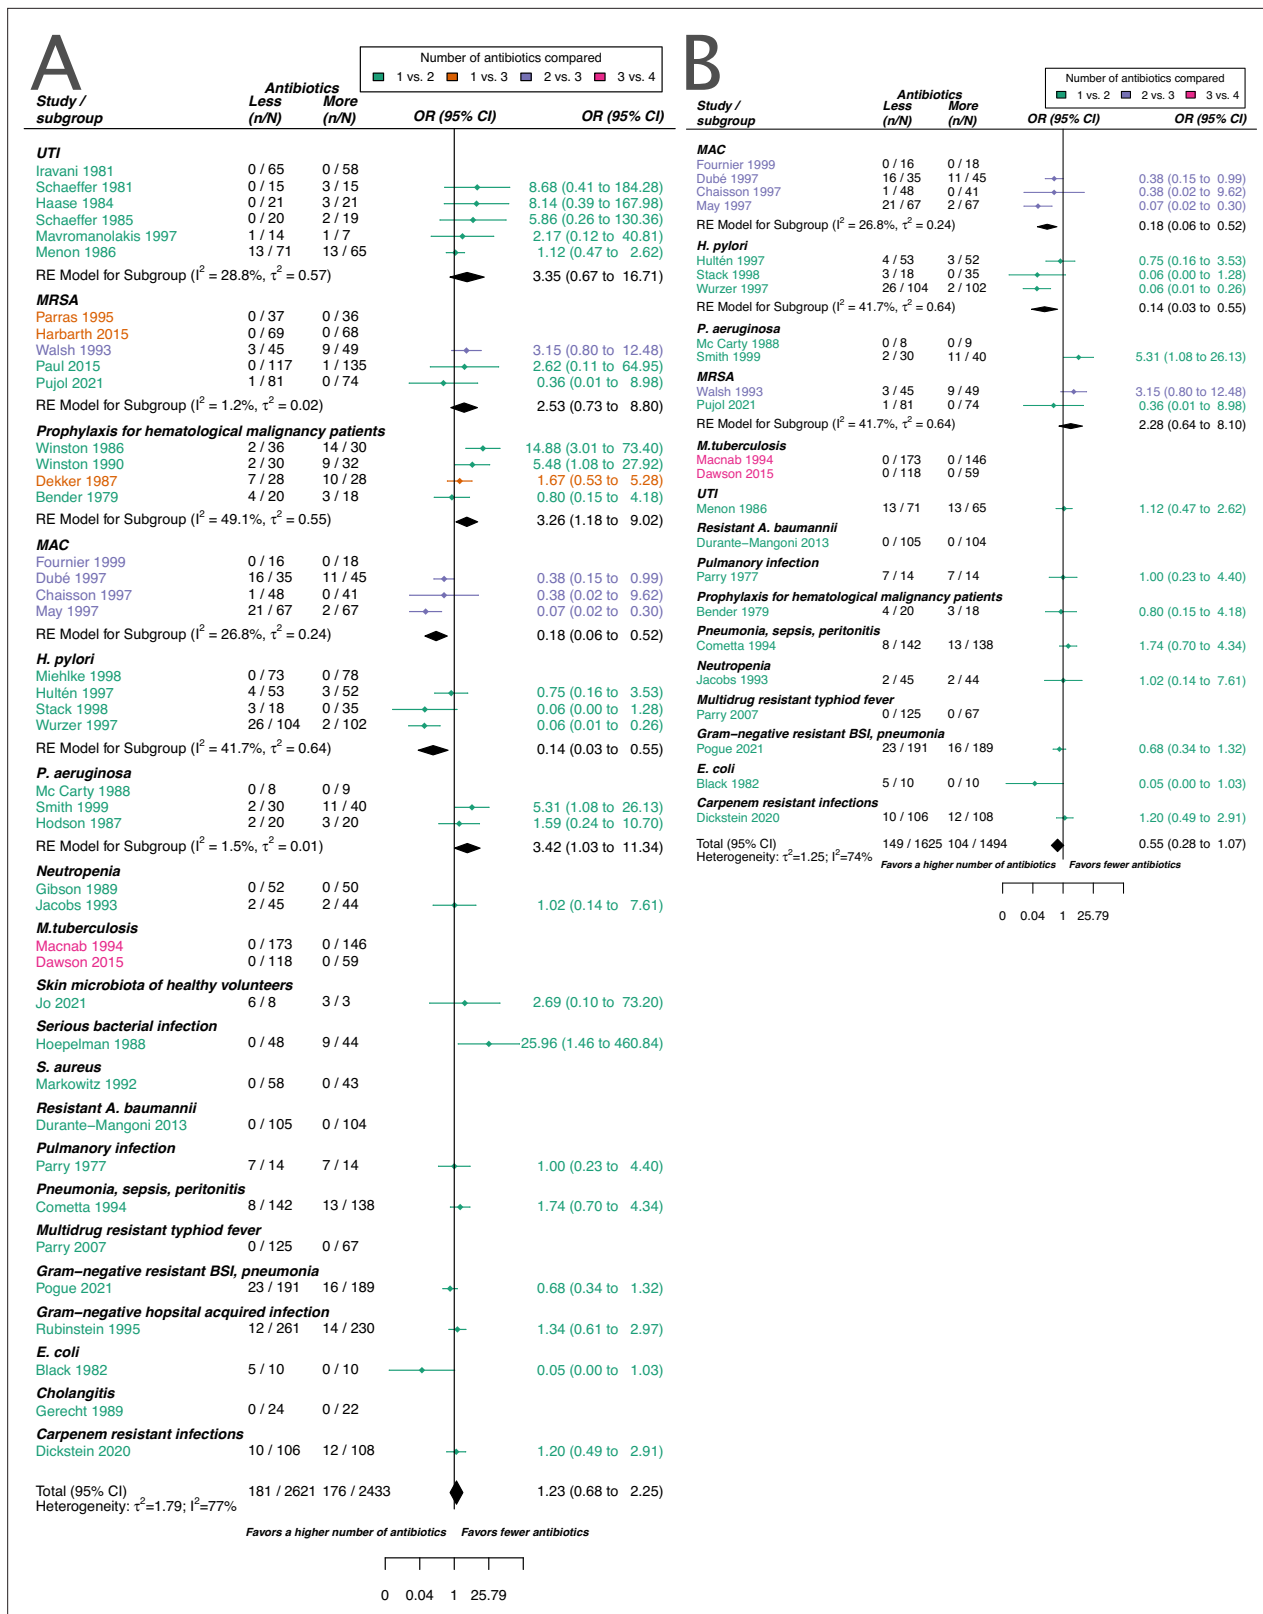 A
Number of antibiotics compared
1 vs. 2 1 vs. 3 2 vs. 3 3 vs. 4
Antibiotics
Study / Less More
subgroup (n/N) (n/N) OR (95% CI) OR (95% CI)
UTI
Iravani 1981 0 / 65 0 / 58
Schaeffer 1981 0 / 15 3 / 15 8.68 (0.41 to 184.28)
Haase 1984 0 / 21 3 / 21 8.14 (0.39 to 167.98)
Schaeffer 1985 0 / 20 2 / 19 5.86 (0.26 to 130.36)
Mavromanolakis 1997 1 / 14 1 / 7 2.17 (0.12 to 40.81)
Menon 1986 13 / 71 13 / 65 1.12 (0.47 to 2.62)
RE Model for Subgroup (I² = 28.8%, τ² = 0.57) 3.35 (0.67 to 16.71)
MRSA
Parras 1995 0 / 37 0 / 36
Harbarth 2015 0 / 69 0 / 68
Walsh 1993 3 / 45 9 / 49 3.15 (0.80 to 12.48)
Paul 2015 0 / 117 1 / 135 2.62 (0.11 to 64.95)
Pujol 2021 1 / 81 0 / 74 0.36 (0.01 to 8.98)
RE Model for Subgroup (I² = 1.2%, τ² = 0.02) 2.53 (0.73 to 8.80)
Prophylaxis for hematological malignancy patients
Winston 1986 2 / 36 14 / 30 14.88 (3.01 to 73.40)
Winston 1990 2 / 30 9 / 32 5.48 (1.08 to 27.92)
Dekker 1987 7 / 28 10 / 28 1.67 (0.53 to 5.28)
Bender 1979 4 / 20 3 / 18 0.80 (0.15 to 4.18)
RE Model for Subgroup (I² = 49.1%, τ² = 0.55) 3.26 (1.18 to 9.02)
MAC
Fournier 1999 0 / 16 0 / 18
Dubé 1997 16 / 35 11 / 45 0.38 (0.15 to 0.99)
Chaisson 1997 1 / 48 0 / 41 0.38 (0.02 to 9.62)
May 1997 21 / 67 2 / 67 0.07 (0.02 to 0.30)
RE Model for Subgroup (I² = 26.8%, τ² = 0.24) 0.18 (0.06 to 0.52)
H. pylori
Miehlke 1998 0 / 73 0 / 78
Hultén 1997 4 / 53 3 / 52 0.75 (0.16 to 3.53)
Stack 1998 3 / 18 0 / 35 0.06 (0.00 to 1.28)
Wurzer 1997 26 / 104 2 / 102 0.06 (0.01 to 0.26)
RE Model for Subgroup (I² = 41.7%, τ² = 0.64) 0.14 (0.03 to 0.55)
P. aeruginosa
Mc Carty 1988 0 / 8 0 / 9
Smith 1999 2 / 30 11 / 40 5.31 (1.08 to 26.13)
Hodson 1987 2 / 20 3 / 20 1.59 (0.24 to 10.70)
RE Model for Subgroup (I² = 1.5%, τ² = 0.01) 3.42 (1.03 to 11.34)
Neutropenia
Gibson 1989 0 / 52 0 / 50
Jacobs 1993 2 / 45 2 / 44 1.02 (0.14 to 7.61)
M.tuberculosis
Macnab 1994 0 / 173 0 / 146
Dawson 2015 0 / 118 0 / 59
Skin microbiota of healthy volunteers
Jo 2021 6 / 8 3 / 3 2.69 (0.10 to 73.20)
Serious bacterial infection
Hoepelman 1988 0 / 48 9 / 44 25.96 (1.46 to 460.84)
S. aureus
Markowitz 1992 0 / 58 0 / 43
Resistant A. baumannii
Durante−Mangoni 2013 0 / 105 0 / 104
Pulmanory infection
Parry 1977 7 / 14 7 / 14 1.00 (0.23 to 4.40)
Pneumonia, sepsis, peritonitis
Cometta 1994 8 / 142 13 / 138 1.74 (0.70 to 4.34)
Multidrug resistant typhiod fever
Parry 2007 0 / 125 0 / 67
Gram−negative resistant BSI, pneumonia
Pogue 2021 23 / 191 16 / 189 0.68 (0.34 to 1.32)
Gram−negative hopsital acquired infection
Rubinstein 1995 12 / 261 14 / 230 1.34 (0.61 to 2.97)
E. coli
Black 1982 5 / 10 0 / 10 0.05 (0.00 to 1.03)
Cholangitis
Gerecht 1989 0 / 24 0 / 22
Carpenem resistant infections
Dickstein 2020 10 / 106 12 / 108 1.20 (0.49 to 2.91)
Total (95% CI) 181 / 2621 176 / 2433 1.23 (0.68 to 2.25)
Heterogeneity: τ²=1.79; I²=77%
Favors a higher number of antibiotics Favors fewer antibiotics
0 0.04 1 25.79
B
Number of antibiotics compared
1 vs. 2 2 vs. 3 3 vs. 4
Antibiotics
Study / Less More
subgroup (n/N) (n/N) OR (95% CI) OR (95% CI)
MAC
Fournier 1999 0 / 16 0 / 18
Dubé 1997 16 / 35 11 / 45 0.38 (0.15 to 0.99)
Chaisson 1997 1 / 48 0 / 41 0.38 (0.02 to 9.62)
May 1997 21 / 67 2 / 67 0.07 (0.02 to 0.30)
RE Model for Subgroup (I² = 26.8%, τ² = 0.24) 0.18 (0.06 to 0.52)
H. pylori
Hultén 1997 4 / 53 3 / 52 0.75 (0.16 to 3.53)
Stack 1998 3 / 18 0 / 35 0.06 (0.00 to 1.28)
Wurzer 1997 26 / 104 2 / 102 0.06 (0.01 to 0.26)
RE Model for Subgroup (I² = 41.7%, τ² = 0.64) 0.14 (0.03 to 0.55)
P. aeruginosa
Mc Carty 1988 0 / 8 0 / 9
Smith 1999 2 / 30 11 / 40 5.31 (1.08 to 26.13)
MRSA
Walsh 1993 3 / 45 9 / 49 3.15 (0.80 to 12.48)
Pujol 2021 1 / 81 0 / 74 0.36 (0.01 to 8.98)
RE Model for Subgroup (I² = 41.7%, τ² = 0.64) 2.28 (0.64 to 8.10)
M.tuberculosis
Macnab 1994 0 / 173 0 / 146
Dawson 2015 0 / 118 0 / 59
UTI
Menon 1986 13 / 71 13 / 65 1.12 (0.47 to 2.62)
Resistant A. baumannii
Durante−Mangoni 2013 0 / 105 0 / 104
Pulmanory infection
Parry 1977 7 / 14 7 / 14 1.00 (0.23 to 4.40)
Prophylaxis for hematological malignancy patients
Bender 1979 4 / 20 3 / 18 0.80 (0.15 to 4.18)
Pneumonia, sepsis, peritonitis
Cometta 1994 8 / 142 13 / 138 1.74 (0.70 to 4.34)
Neutropenia
Jacobs 1993 2 / 45 2 / 44 1.02 (0.14 to 7.61)
Multidrug resistant typhiod fever
Parry 2007 0 / 125 0 / 67
Gram−negative resistant BSI, pneumonia
Pogue 2021 23 / 191 16 / 189 0.68 (0.34 to 1.32)
E. coli
Black 1982 5 / 10 0 / 10 0.05 (0.00 to 1.03)
Carpenem resistant infections
Dickstein 2020 10 / 106 12 / 108 1.20 (0.49 to 2.91)
Total (95% CI) 149 / 1625 104 / 1494 0.55 (0.28 to 1.07)
Heterogeneity: τ²=1.25; I²=74%
Favors a higher number of antibiotics Favors fewer antibiotics
0 0.04 1 25.79